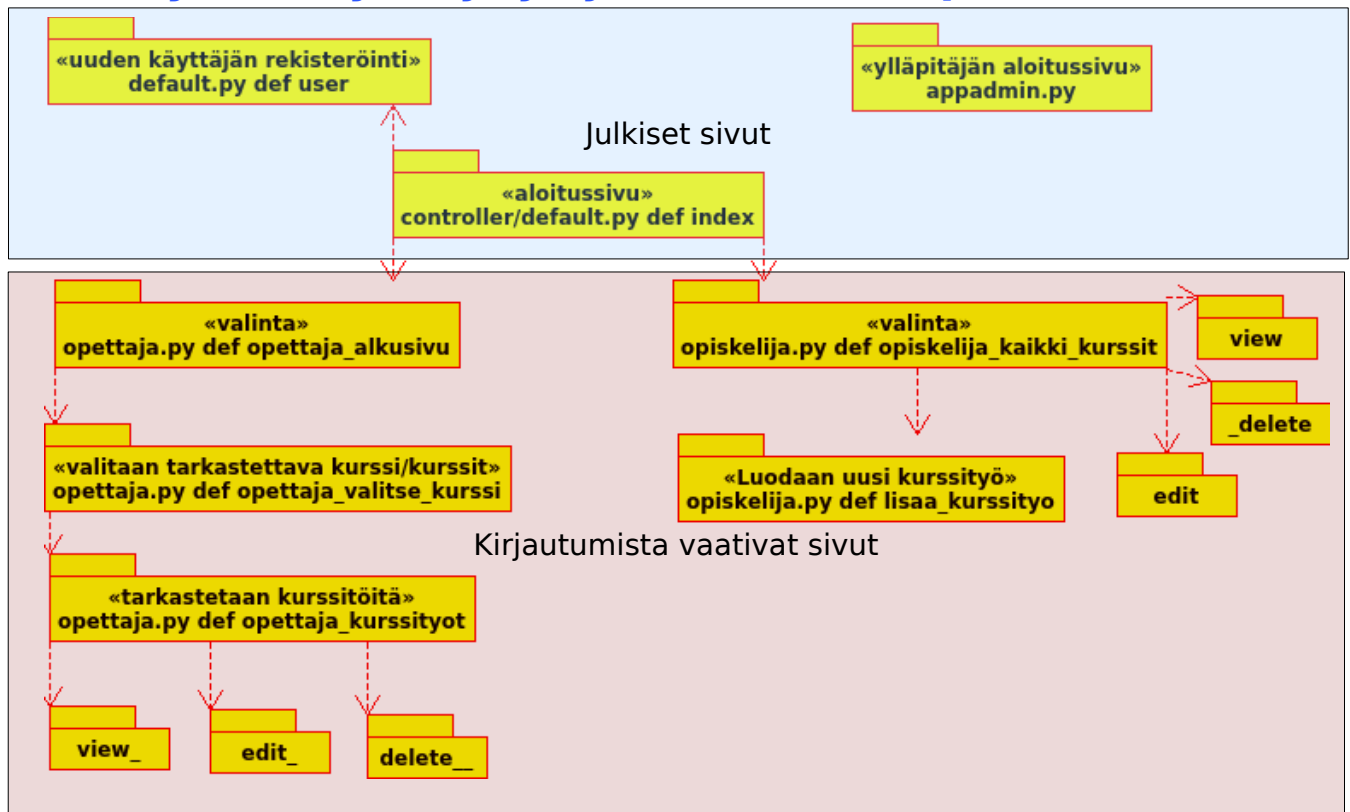 «uuden käyttäjän rekisteröinti»
default.py def user
«ylläpitäjän aloitussivu»
appadmin.py
Julkiset sivut
«aloitussivu»
controller/default.py def index
«valinta»
opettaja.py def opettaja_alkusivu
«valinta»
opiskelija.py def opiskelija_kaikki_kurssit
view
_delete
edit
«valitaan tarkastettava kurssi/kurssit»
opettaja.py def opettaja_valitse_kurssi
«Luodaan uusi kurssityö»
opiskelija.py def lisaa_kurssityo
Kirjautumista vaativat sivut
«tarkastetaan kurssitöitä»
opettaja.py def opettaja_kurssityot
view_
edit_
delete__